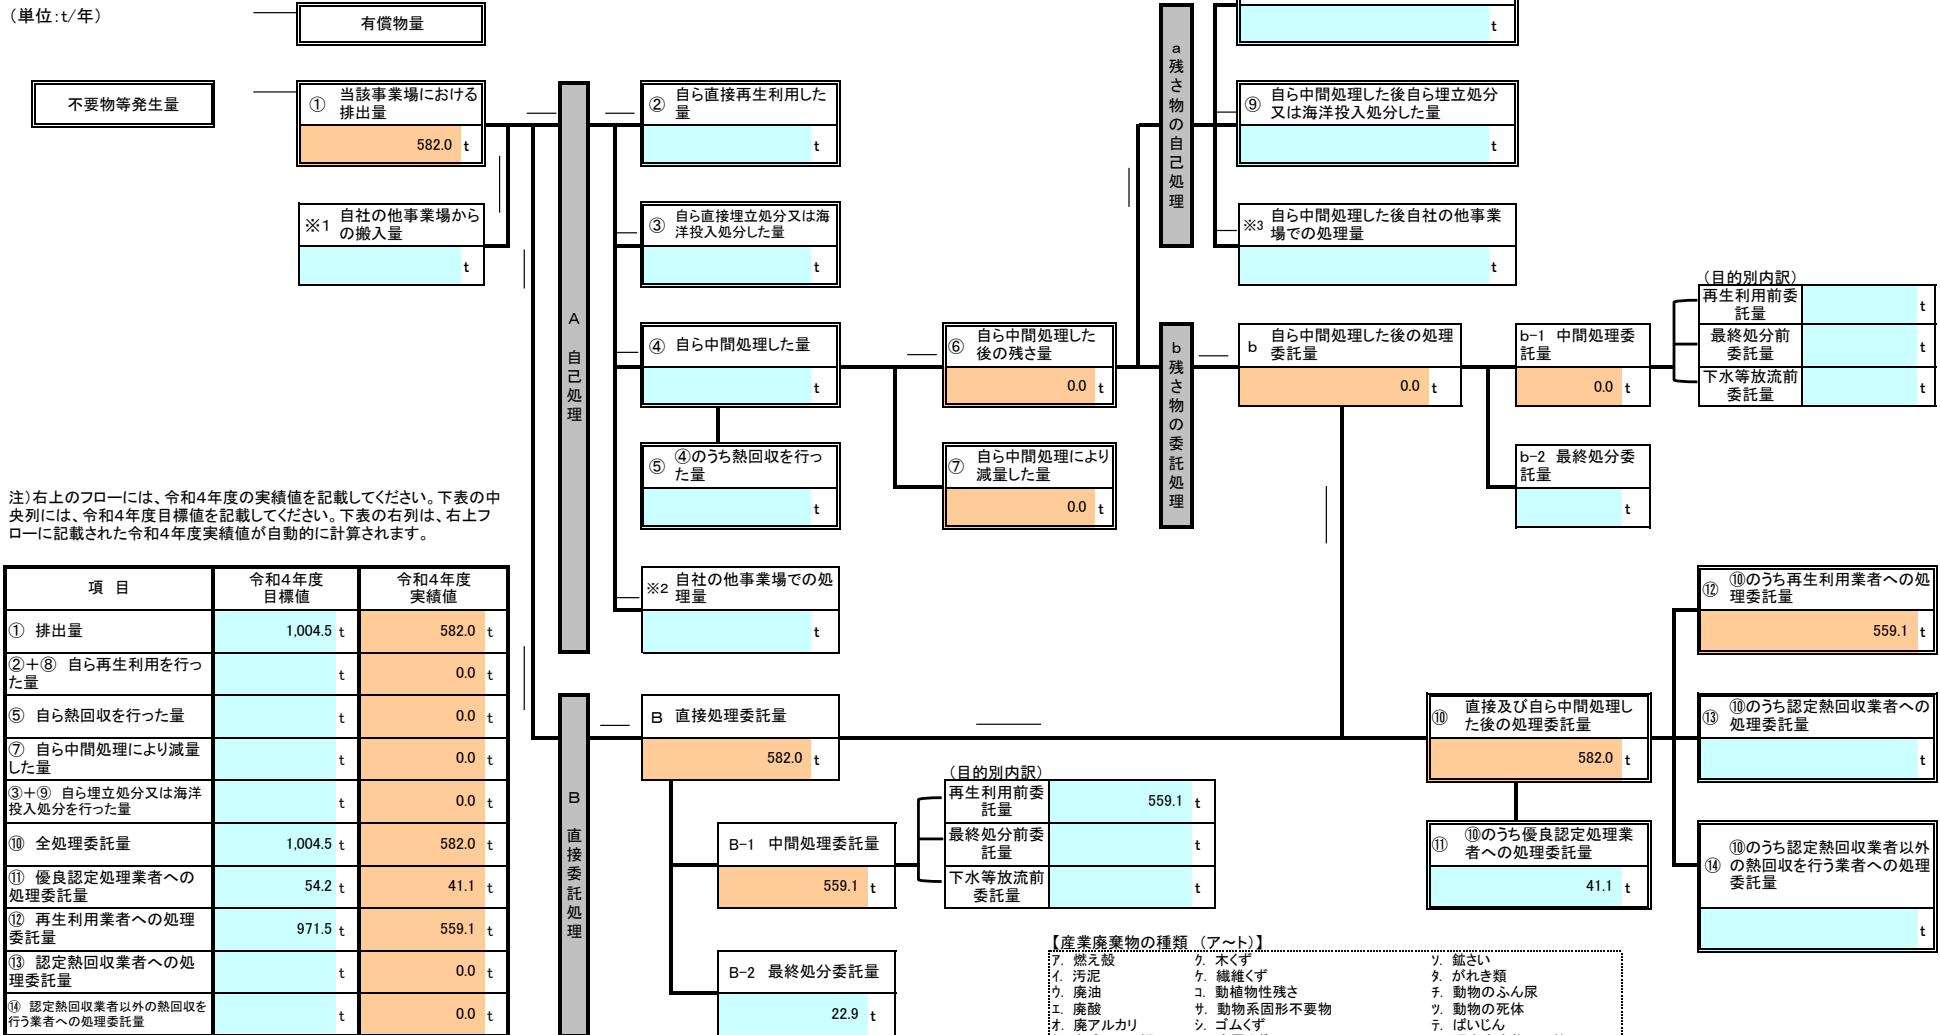 (単位:t/年)
有償物量
t
不要物等発生量
① 当該事業場における
排出量
582.0 t
※1 自社の他事業場から
の搬入量
t
A 自己処理
② 自ら直接再生利用した
量
t
③ 自ら直接埋立処分又は海
洋投入処分した量
t
④ 自ら中間処理した量
t
⑤ ④のうち熱回収を行っ
た量
t
※2 自社の他事業場での処
理量
t
⑥ 自ら中間処理した
後の残さ量
0.0 t
⑦ 自ら中間処理により
減量した量
0.0 t
a 残さ物の自己処理
⑨ 自ら中間処理した後自ら埋立処分
又は海洋投入処分した量
t
※3 自ら中間処理した後自社の他事業
場での処理量
t
b 残さ物の委託処理
b 自ら中間処理した後の処理
委託量
0.0 t
b-1 中間処理委
託量
0.0 t
b-2 最終処分委
託量
t
(目的別内訳)
再生利用前委
託量
t
最終処分前
委託量
t
下水等放流前
委託量
t
注)右上のフローには、令和4年度の実績値を記載してください。下表の中
央列には、令和4年度目標値を記載してください。下表の右列は、右上フ
ローに記載された令和4年度実績値が自動的に計算されます。
項 目 令和4年度
目標値 令和4年度
実績値
① 排出量 1,004.5 t 582.0 t
②+⑧ 自ら再生利用を行っ
た量 t 0.0 t
⑤ 自ら熱回収を行った量 t 0.0 t
⑦ 自ら中間処理により減量
した量 t 0.0 t
③+⑨ 自ら埋立処分又は海洋
投入処分を行った量 t 0.0 t
⑩ 全処理委託量 1,004.5 t 582.0 t
⑪ 優良認定処理業者への
処理委託量 54.2 t 41.1 t
⑫ 再生利用業者への処理
委託量 971.5 t 559.1 t
⑬ 認定熱回収業者への処
理委託量 t 0.0 t
⑭ 認定熱回収業者以外の熱回収を
行う業者への処理委託量 t 0.0 t
B 直接委託処理
B 直接処理委託量
582.0 t
B-1 中間処理委託量
559.1 t
B-2 最終処分委託量
22.9 t
(目的別内訳)
再生利用前委
託量
559.1 t
最終処分前委
託量
t
下水等放流前
委託量
t
⑩ 直接及び自ら中間処理し
た後の処理委託量
582.0 t
⑪ ⑩のうち優良認定処理業
者への処理委託量
41.1 t
⑫ ⑩のうち再生利用業者への処
理委託量
559.1 t
⑬ ⑩のうち認定熱回収業者への
処理委託量
t
⑭ ⑩のうち認定熱回収業者以外
の熱回収を行う業者への処理
委託量
t
【産業廃棄物の種類 (ア~ト)】
ア. 燃え殻 ク. 木くず ソ. 鉱さい
イ. 汚泥 ケ. 繊維くず タ. がれき類
ウ. 廃油 コ. 動植物性残さ チ. 動物のふん尿
エ. 廃酸 サ. 動物系固形不要物 ツ. 動物の死体
オ. 廃アルカリ シ. ゴムくず テ. ばいじん